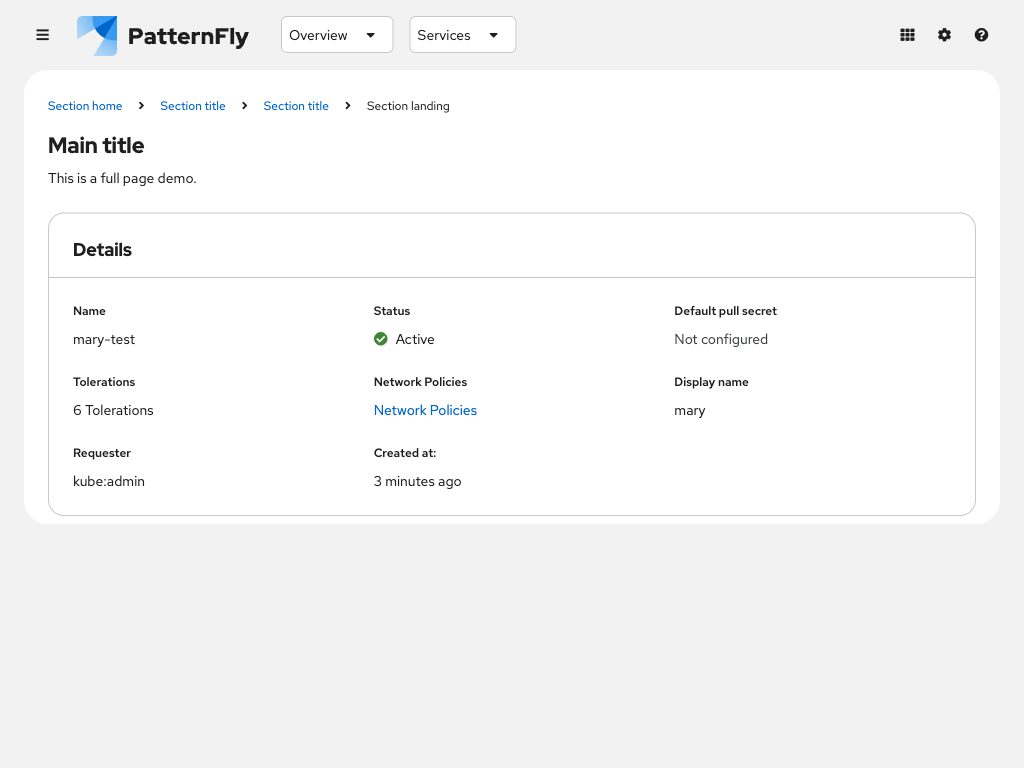 PatternFly
Overview
Services
Section home
Section title
Section title
Section landing
Main title
This is a full page demo.
Details
Name
mary-test
Status
Active
Default pull secret
Not configured
Tolerations
6 Tolerations
Network Policies
Network Policies
Display name
mary
Requester
kube:admin
Created at:
3 minutes ago